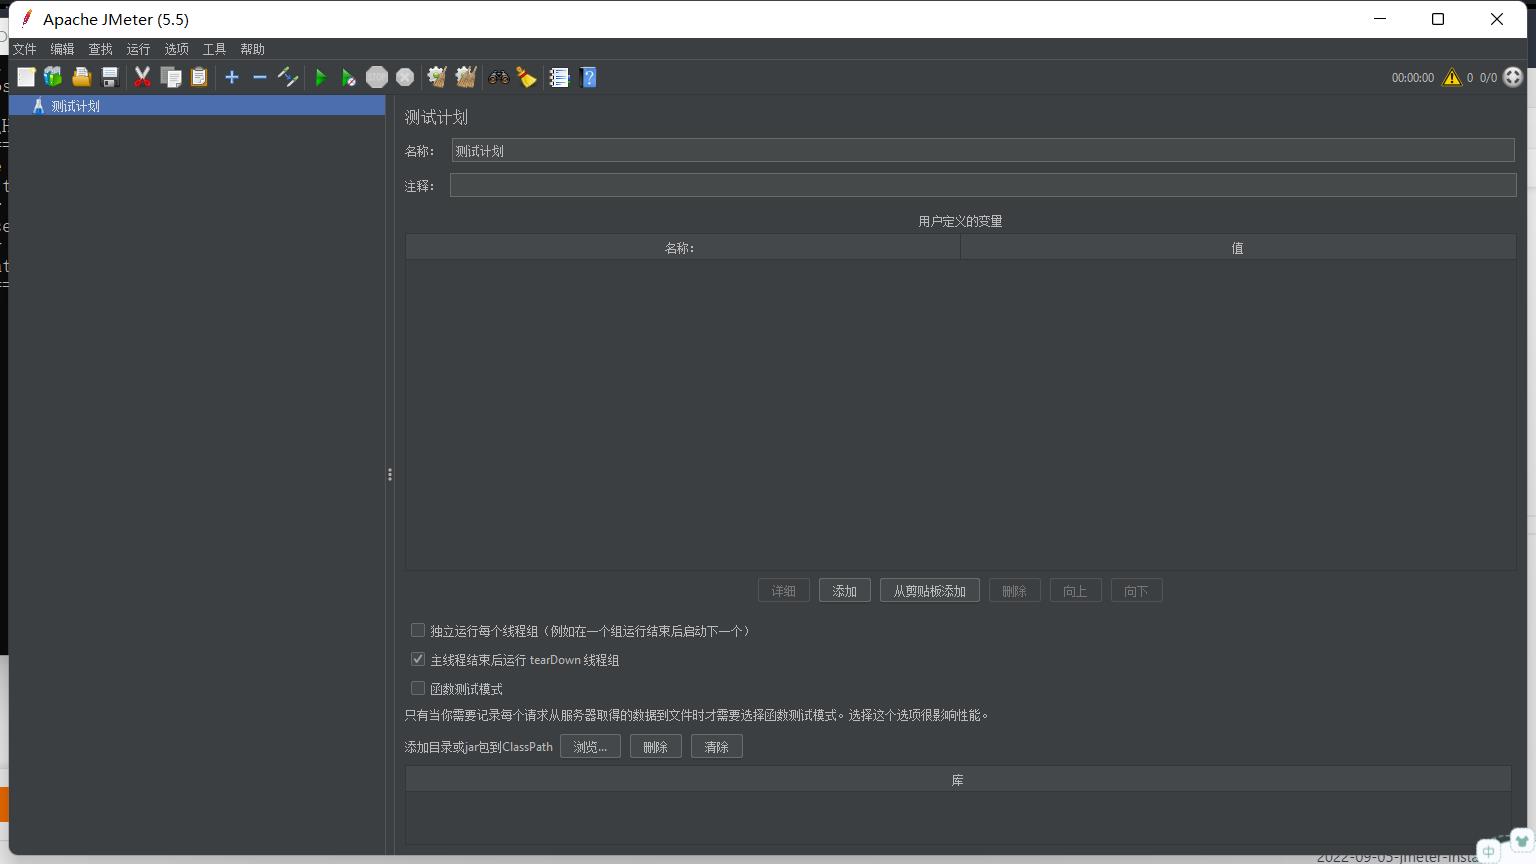 Apache JMeter (5.5)
文件 编辑 查找 运行 选项 工具 帮助
STOP
00:00:00 0 0/0
测试计划
测试计划
名称： 测试计划
注释：
用户定义的变量
名称： 值
详细 添加 从剪贴板添加 删除 向上 向下
独立运行每个线程组（例如在一个组运行结束后启动下一个）
主线程结束后运行 tearDown 线程组
函数测试模式
只有当你需要记录每个请求从服务器取得的数据到文件时才需要选择函数测试模式。选择这个选项很影响性能。
添加目录或jar包到ClassPath 浏览... 删除 清除
库
中